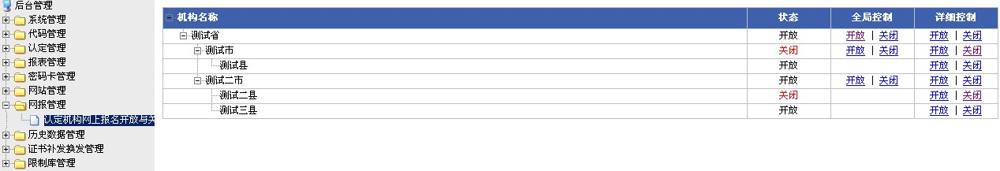 后台管理
系统管理
代码管理
认定管理
报表管理
密码卡管理
网站管理
网报管理
认定机构网上报名开放与关
历史数据管理
证书补发换发管理
限制库管理
机构名称 状态 全局控制 详细控制
测试省 开放 开放 | 关闭 开放 | 关闭
测试市 关闭 开放 | 关闭 开放 | 关闭
测试县 开放 开放 | 关闭
测试二市 开放 开放 | 关闭 开放 | 关闭
测试二县 关闭 开放 | 关闭
测试三县 开放 开放 | 关闭